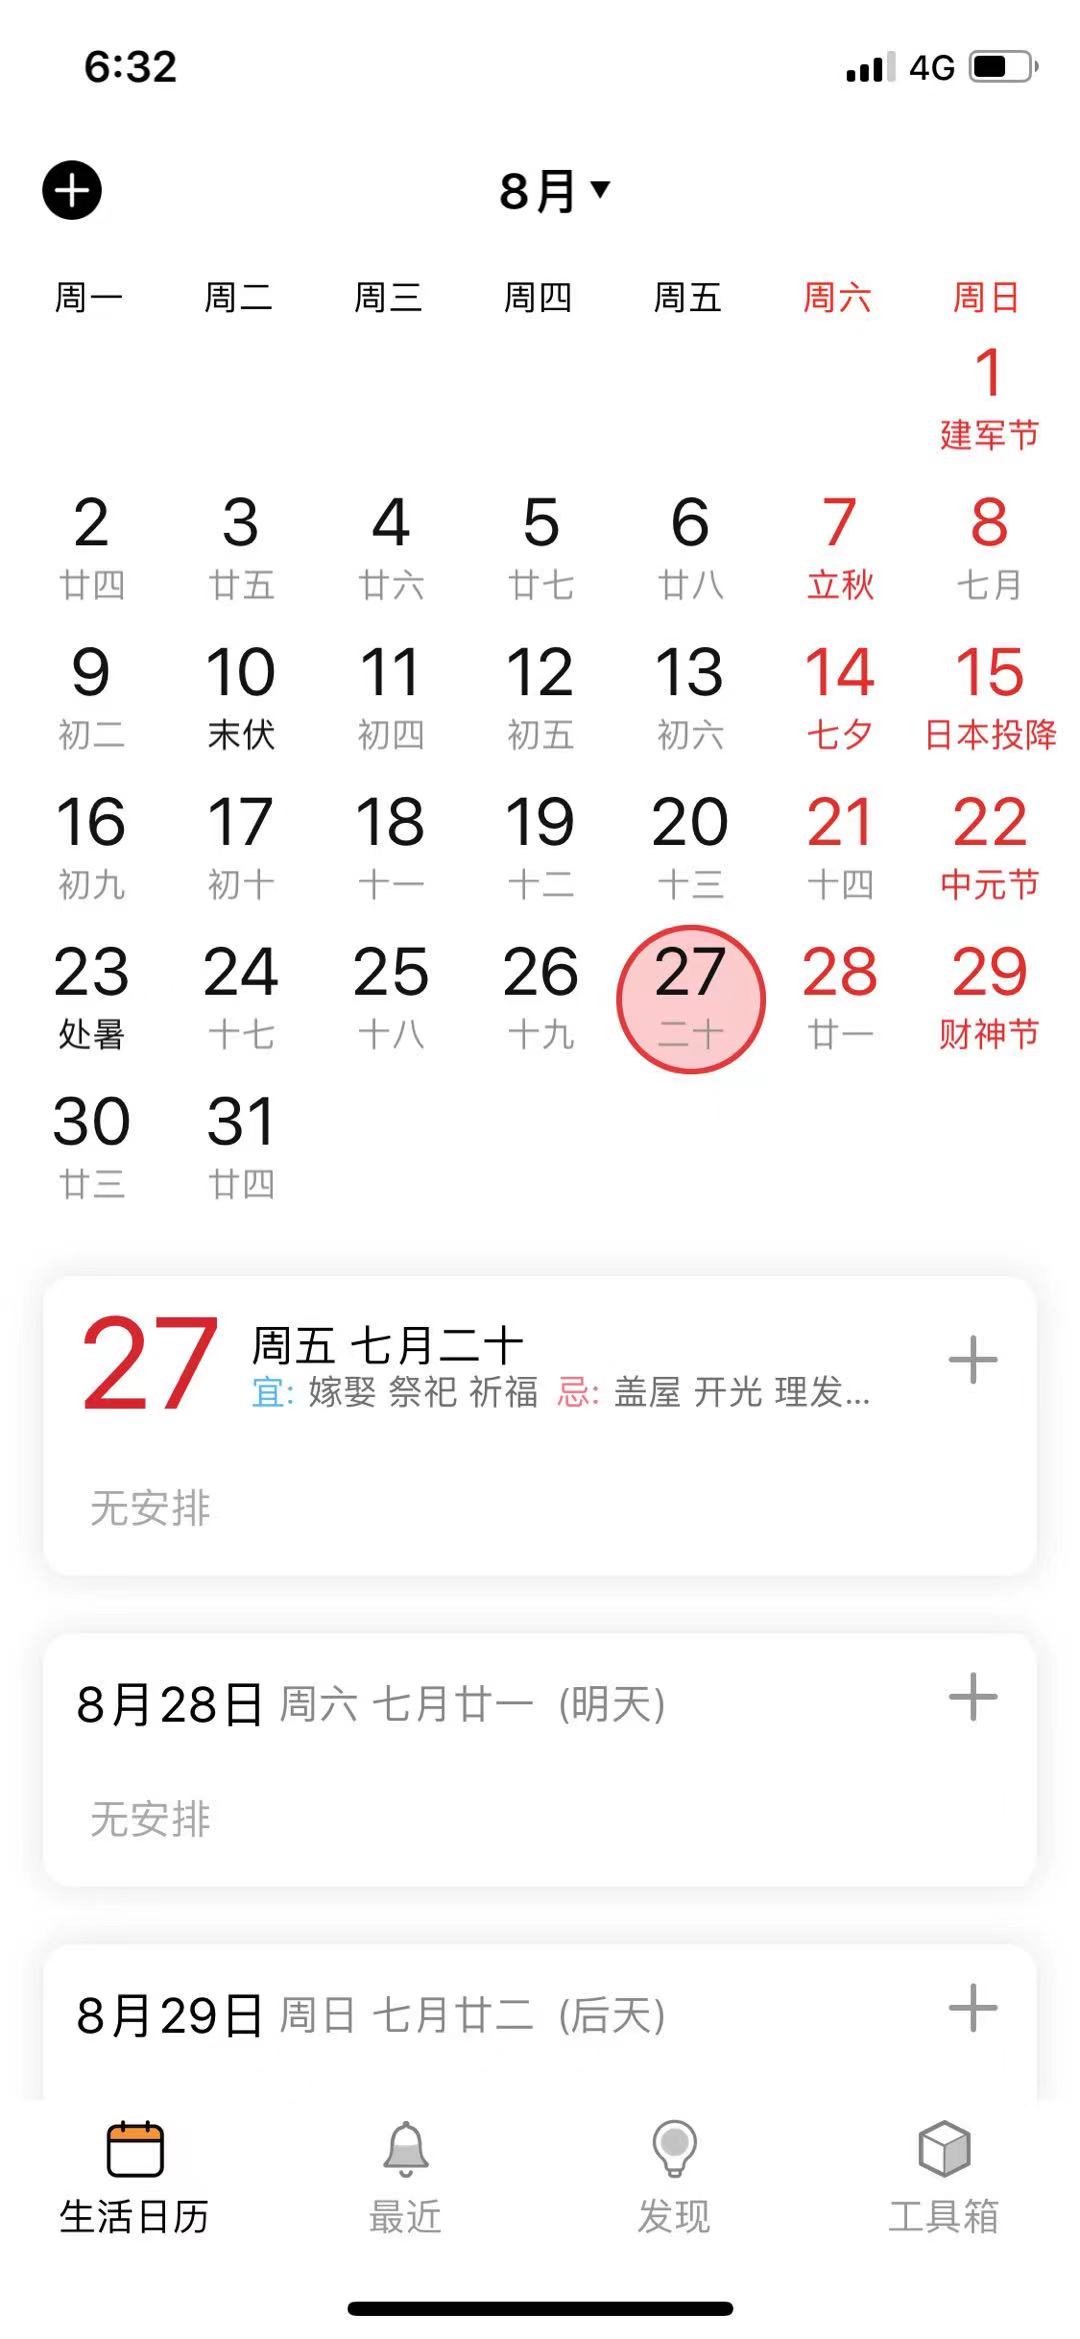 6:32 4G
8月
周一 周二 周三 周四 周五 周六 周日
1
建军节
2 3 4 5 6 7 8
廿四 廿五 廿六 廿七 廿八 立秋 七月
9 10 11 12 13 14 15
初二 末伏 初四 初五 初六 七夕 日本投降
16 17 18 19 20 21 22
初九 初十 十一 十二 十三 十四 中元节
23 24 25 26 27 28 29
处暑 十七 十八 十九 二十 廿一 财神节
30 31
廿三 廿四
27 周五 七月二十
宜: 嫁娶 祭祀 祈福 忌: 盖屋 开光 理发...
无安排
8月28日 周六 七月廿一 (明天)
无安排
8月29日 周日 七月廿二 (后天)
生活日历 最近 发现 工具箱